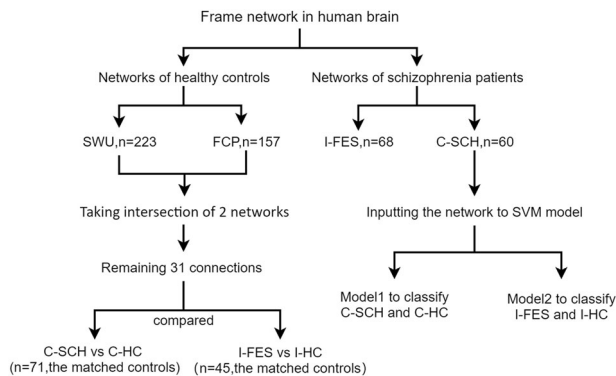 Frame network in human brain
Networks of healthy controls
Networks of schizophrenia patients
SWU,n=223
FCP,n=157
I-FES,n=68
C-SCH,n=60
Taking intersection of 2 networks
Inputting the network to SVM model
Remaining 31 connections
Model1 to classify
C-SCH and C-HC
Model2 to classify
I-FES and I-HC
compared
C-SCH vs C-HC
(n=71,the matched controls)
I-FES vs I-HC
(n=45,the matched controls)